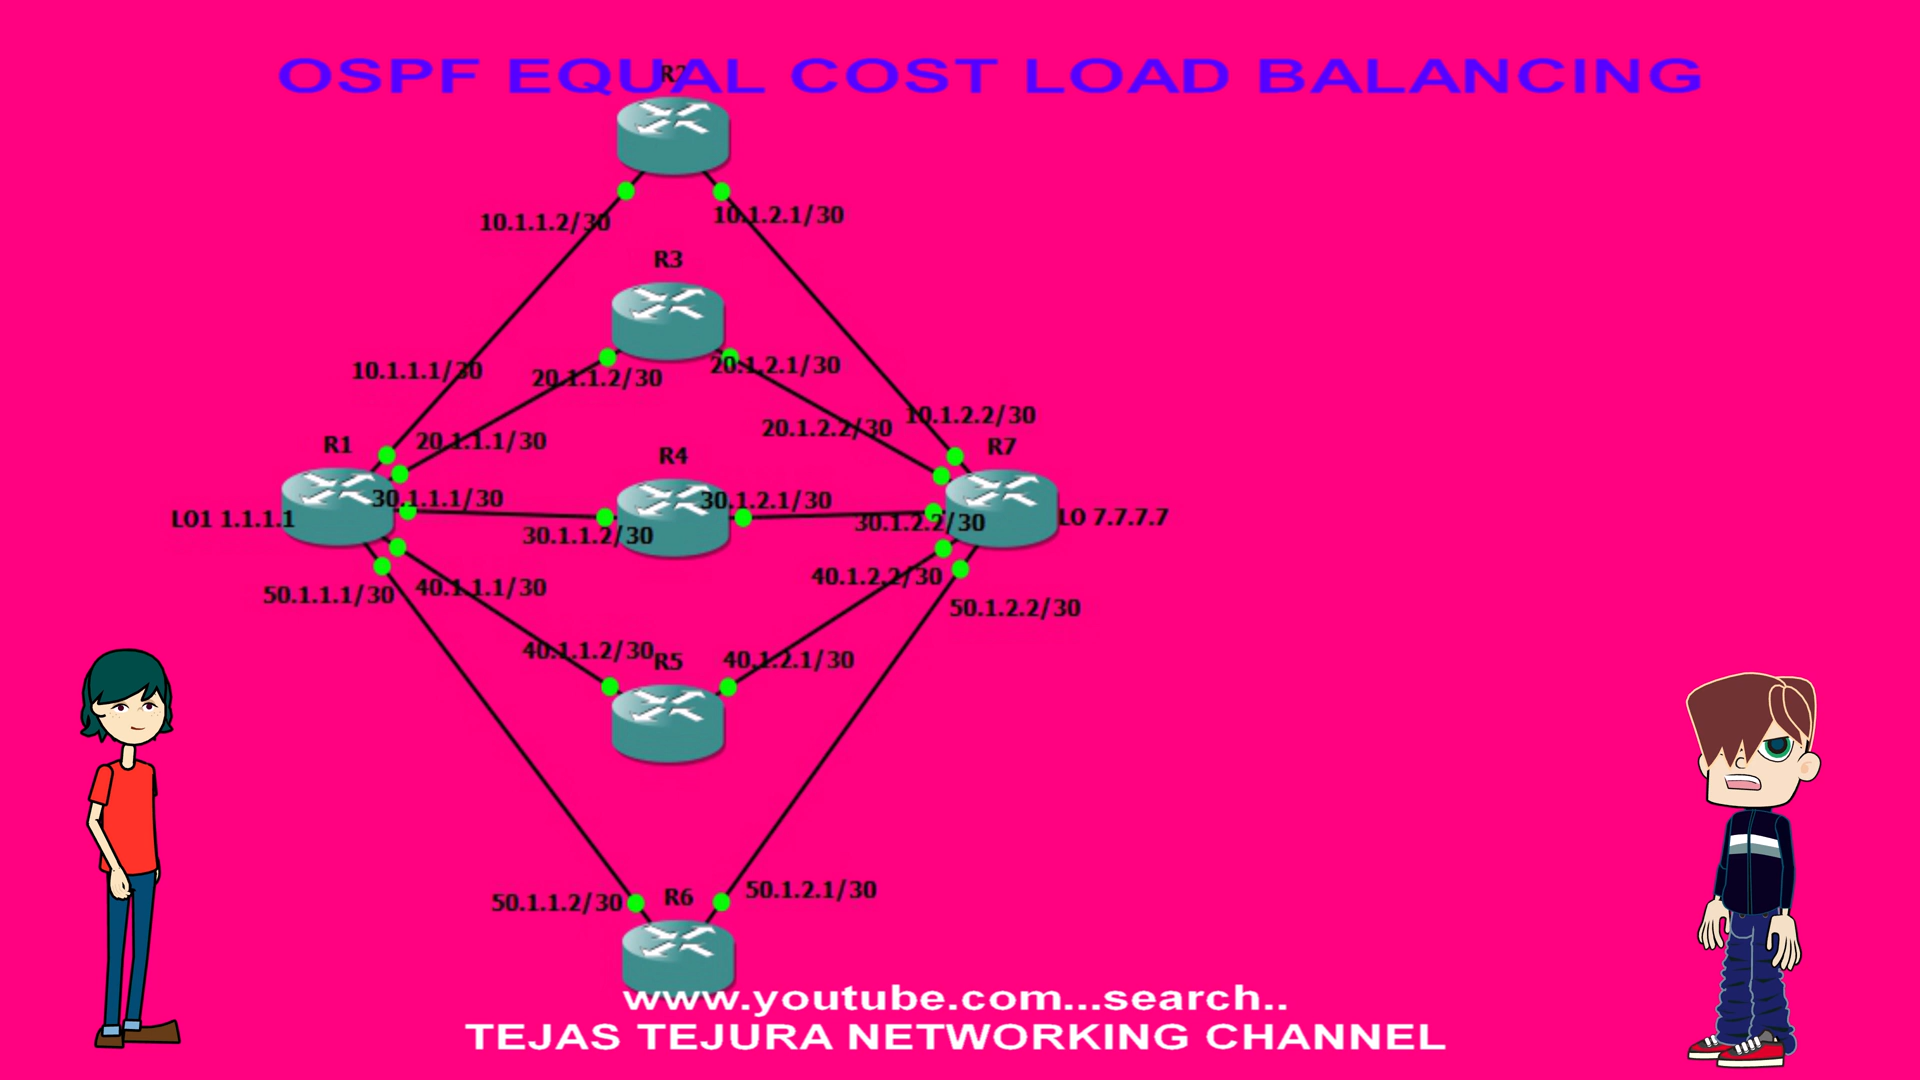 OSPF EQUAL COST LOAD BALANCING
R2
10.1.1.2/30
10.1.2.1/30
R3
10.1.1.1/30
20.1.1.2/30
20.1.2.1/30
20.1.1.1/30
20.1.2.2/30
10.1.2.2/30
R1
R4
R7
30.1.1.1/30
30.1.2.1/30
LO1 1.1.1.1
30.1.1.2/30
30.1.2.2/30
LO 7.7.7.7
50.1.1.1/30
40.1.1.1/30
40.1.2.2/30
50.1.2.2/30
40.1.1.2/30
R5
40.1.2.1/30
50.1.1.2/30
R6
50.1.2.1/30
www.youtube.com...search..
TEJAS TEJURA NETWORKING CHANNEL